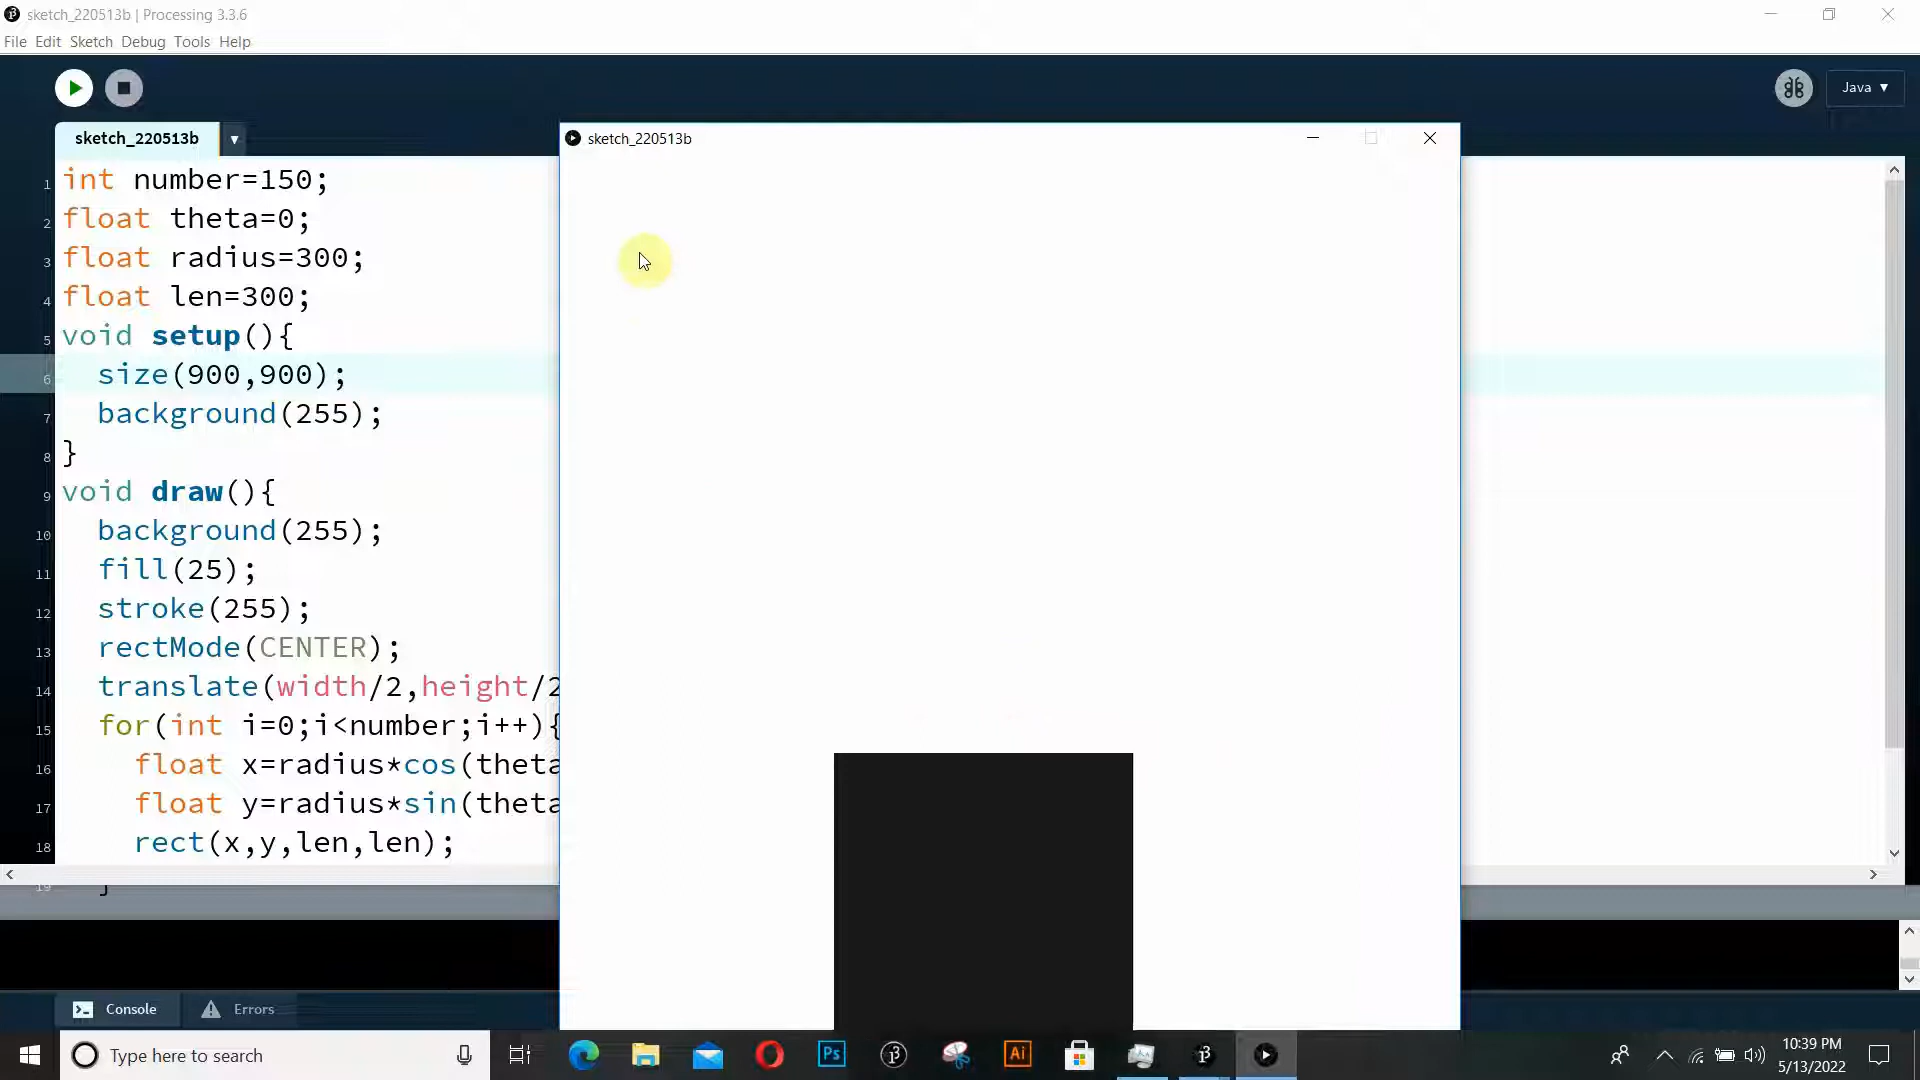 sketch_220513b | Processing 3.3.6
File Edit Sketch Debug Tools Help
Java ▼
sketch_220513b ▼
sketch_220513b
1 int number=150;
2 float theta=0;
3 float radius=300;
4 float len=300;
5 void setup(){
6 size(900,900);
7 background(255);
8 }
9 void draw(){
10 background(255);
11 fill(25);
12 stroke(255);
13 rectMode(CENTER);
14 translate(width/2,height/2
15 for(int i=0;i<number;i++){
16 float x=radius*cos(theta
17 float y=radius*sin(theta
18 rect(x,y,len,len);
19 }
Console
Errors
Type here to search
Ps
Ai
10:39 PM
5/13/2022